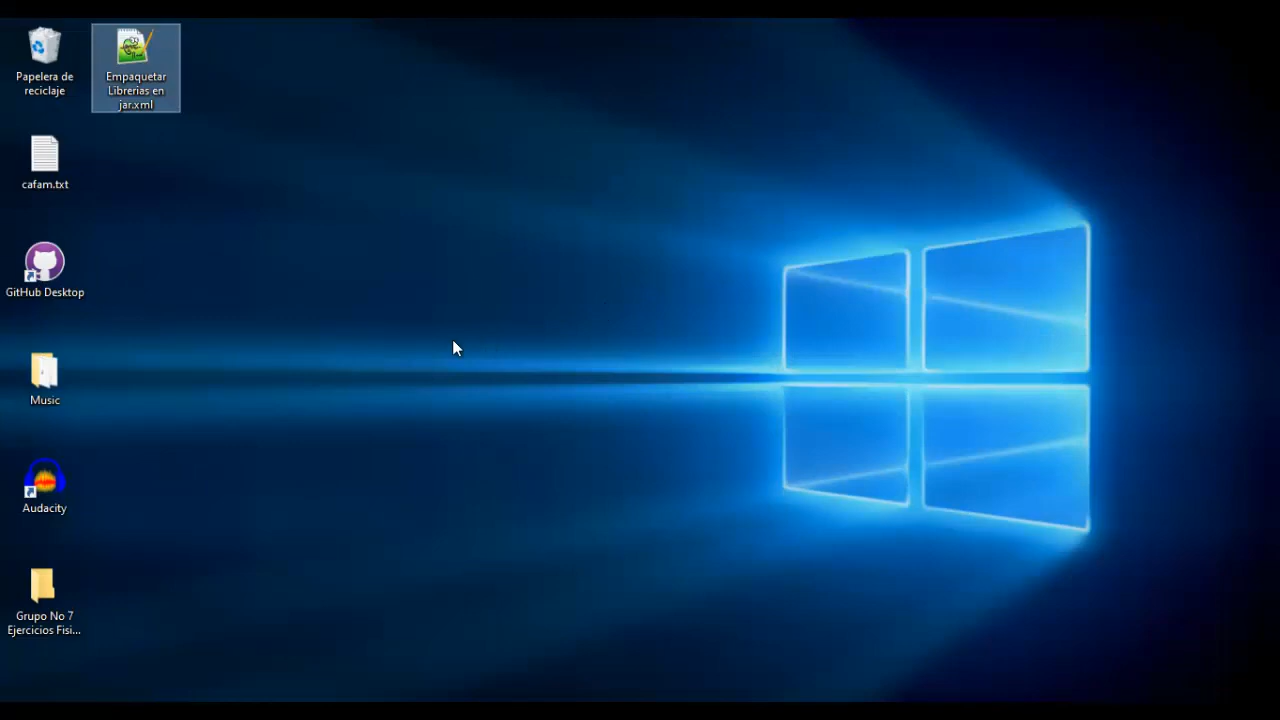 Papelera de
reciclaje
Empaquetar
Librerias en
jar.xml
cafam.txt
GitHub Desktop
Music
Audacity
Grupo No 7
Ejercicios Fisi...